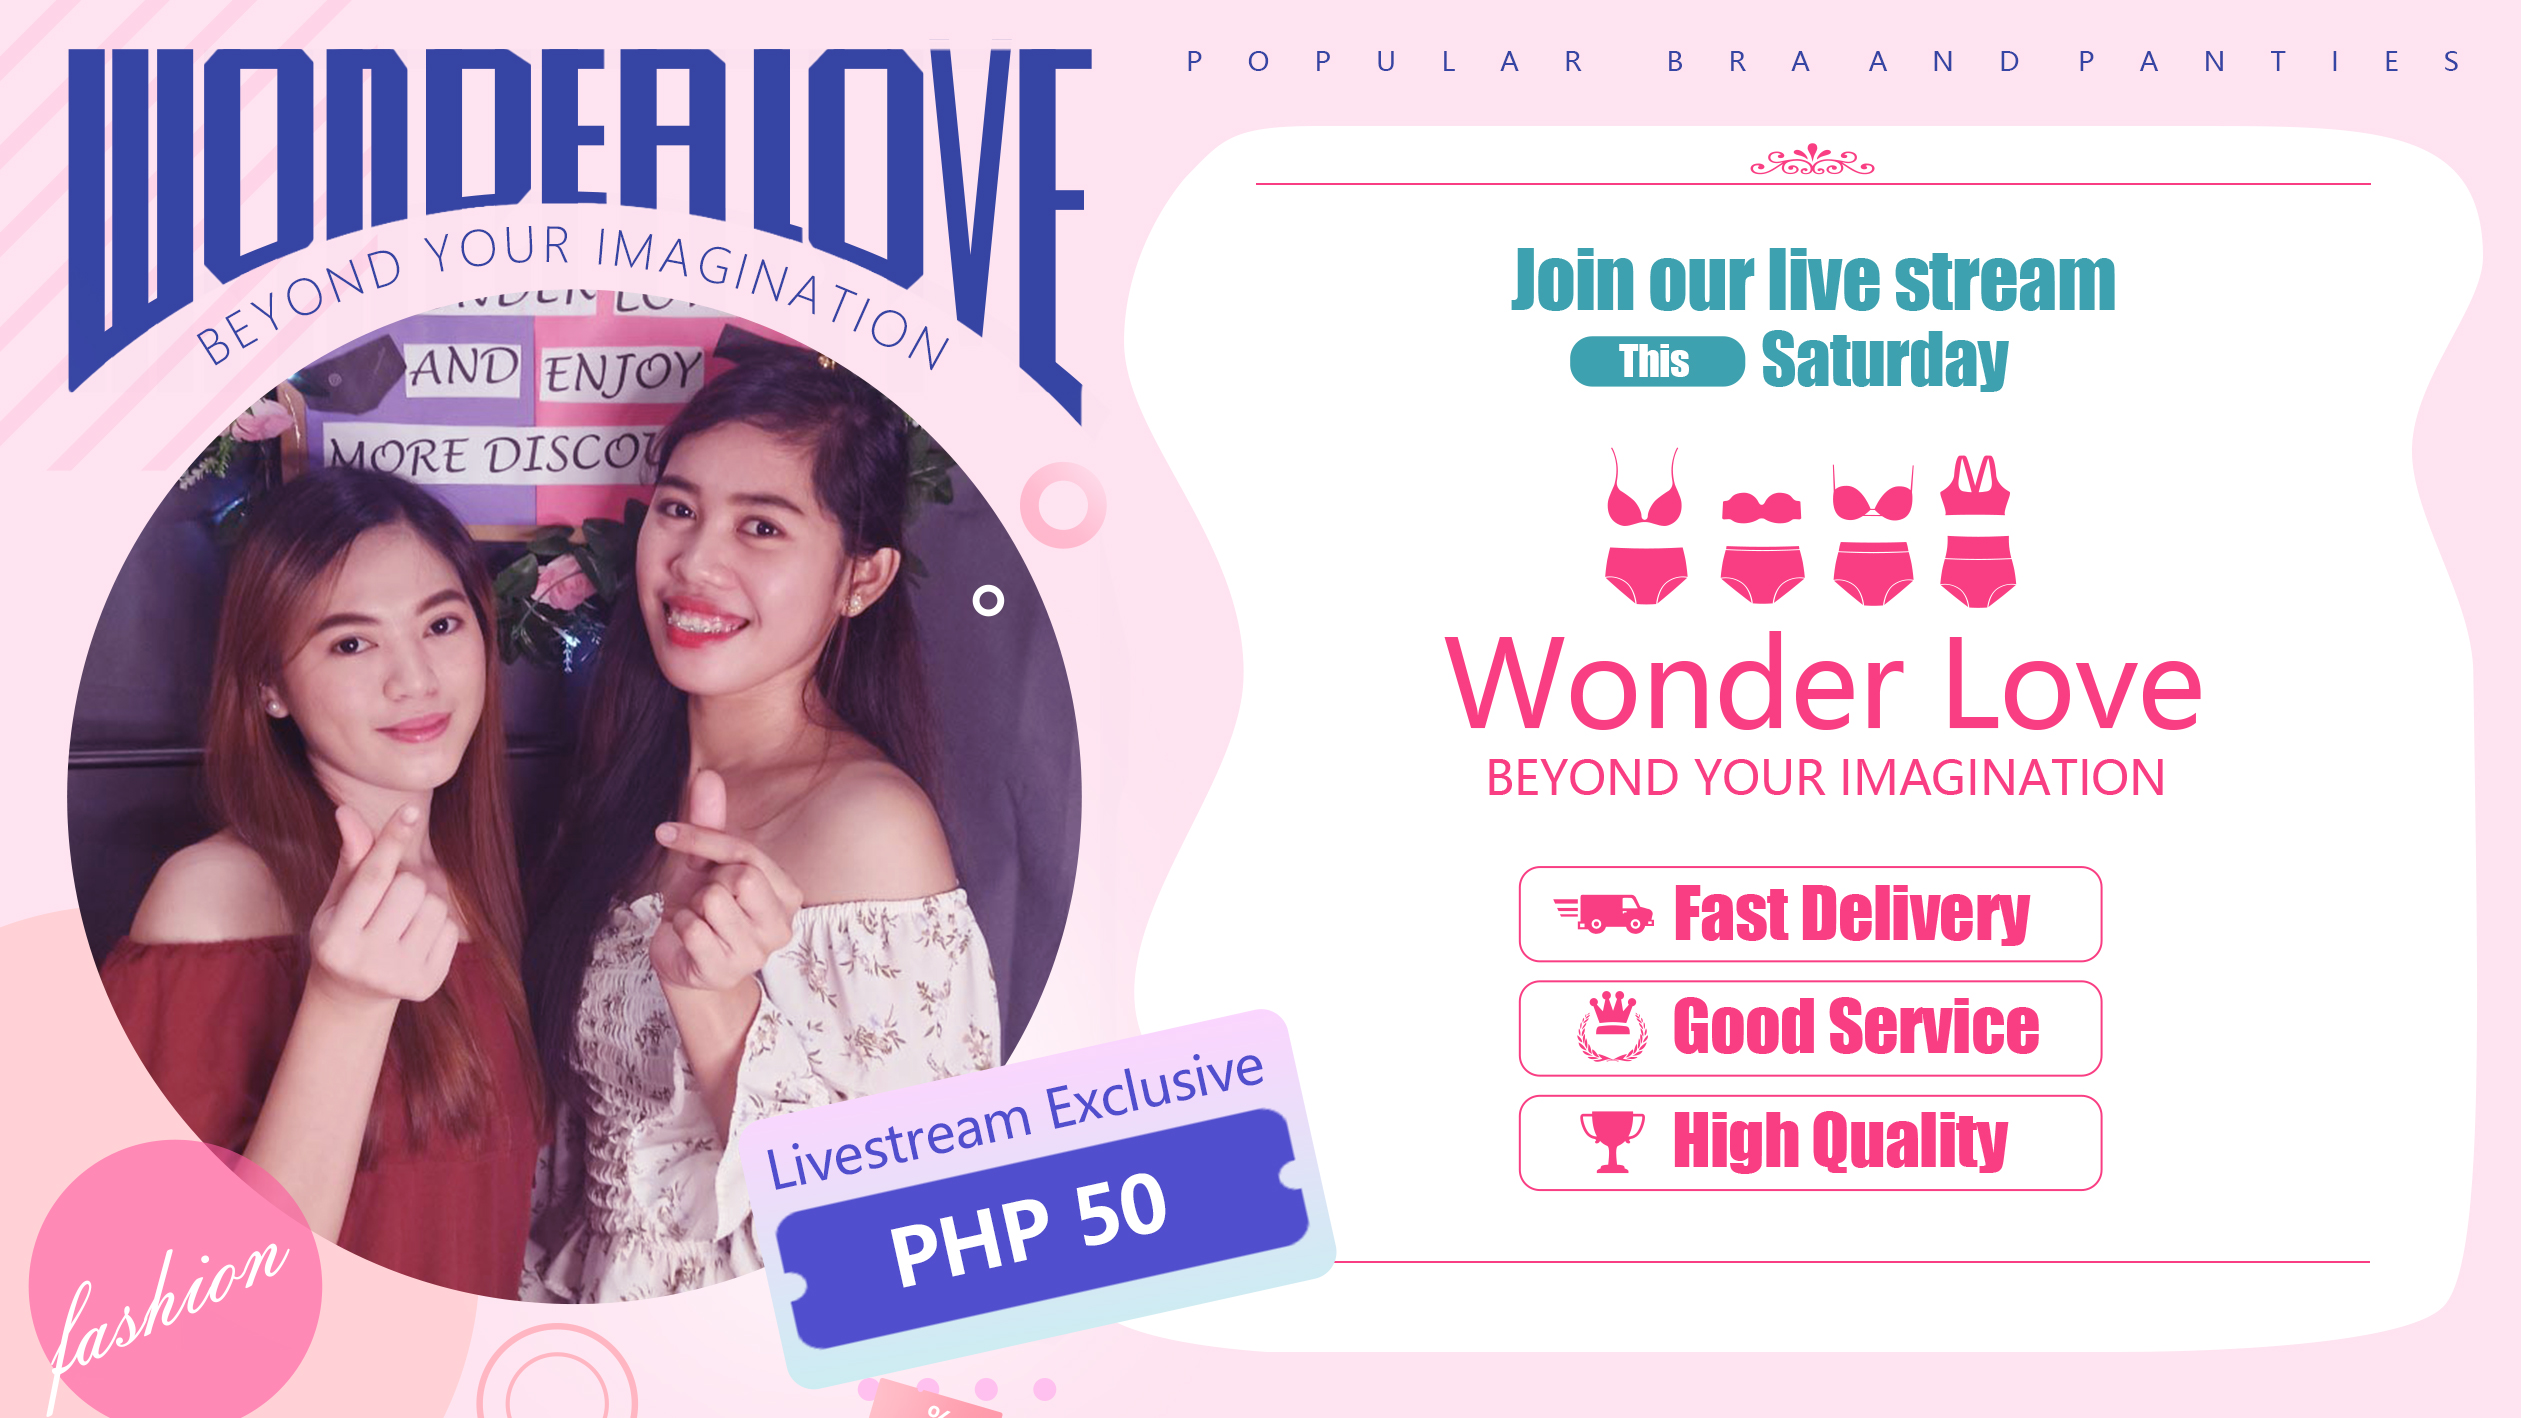 WONDER LOVE
BEYOND YOUR IMAGINATION
AND ENJOY
MORE
POPULAR BRA AND PANTIES
Join our live stream
This Saturday
Wonder Love
BEYOND YOUR IMAGINATION
Fast Delivery
Good Service
High Quality
Livestream Exclusive
PHP 50
fashion
%